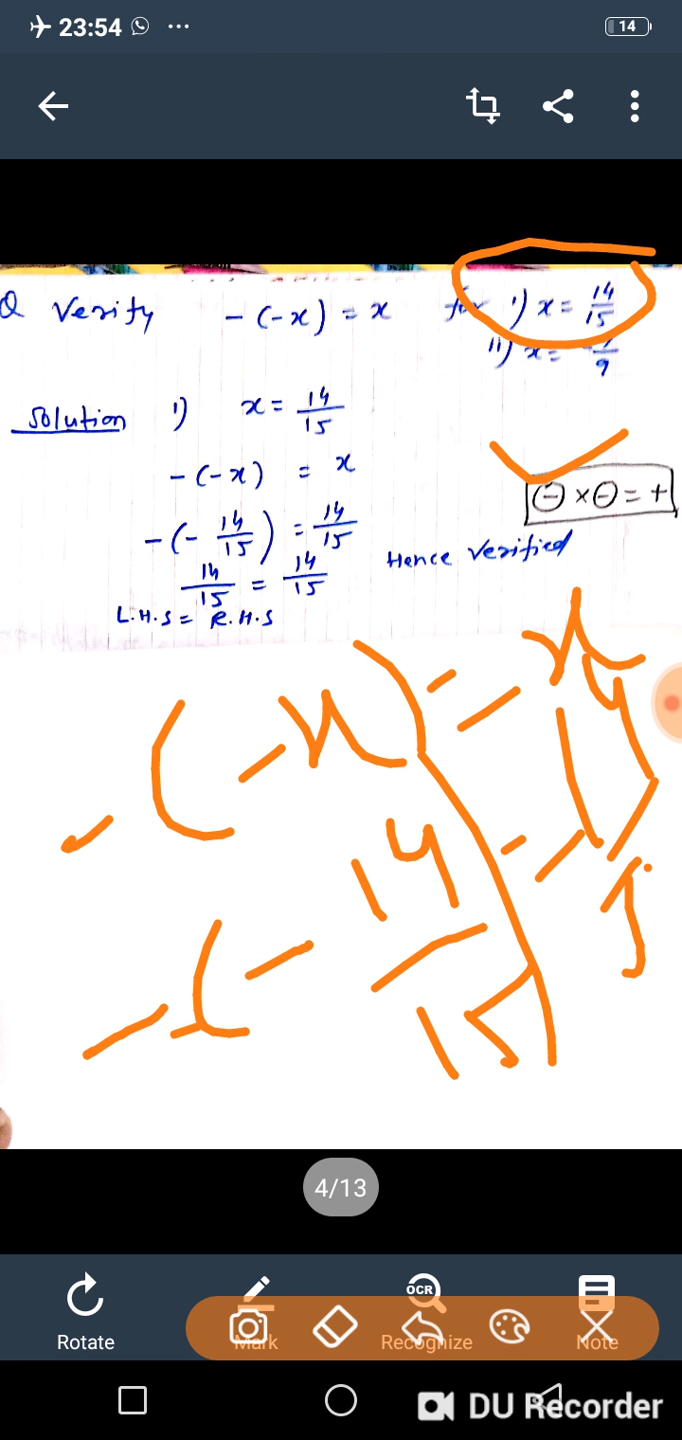 23:54
14
Q Verify -(-x) = x for i) x = 14/15
ii) x =
Solution i) x = 14/15
-(-x) = x
-(-14/15) = 14/15
⊖ × ⊖ = +
14/15 = 14/15 Hence Verified
L.H.S = R.H.S
-(-x) = x
-(-14/15) =
4/13
OCR
Rotate Mark Recognize Note
DU Recorder